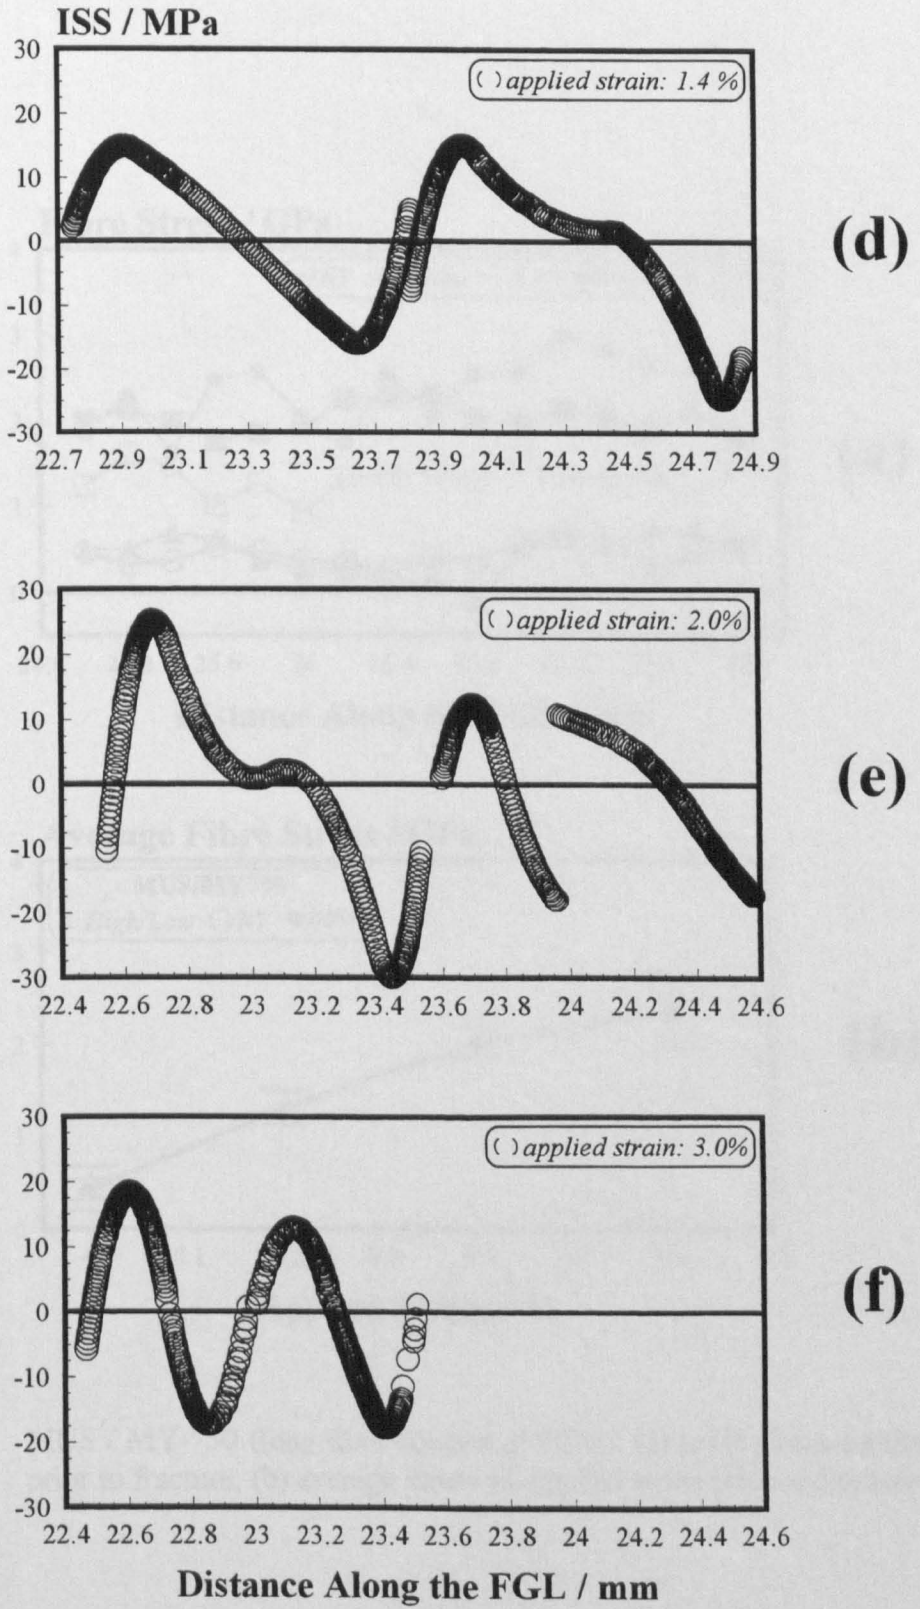 ISS / MPa
30
( ) applied strain: 1.4 %
20
10
0
-10
-20
-30
22.7 22.9 23.1 23.3 23.5 23.7 23.9 24.1 24.3 24.5 24.7 24.9
(d)
30
( ) applied strain: 2.0%
20
10
0
-10
-20
-30
22.4 22.6 22.8 23 23.2 23.4 23.6 23.8 24 24.2 24.4 24.6
(e)
30
( ) applied strain: 3.0%
20
10
0
-10
-20
-30
22.4 22.6 22.8 23 23.2 23.4 23.6 23.8 24 24.2 24.4 24.6
(f)
Distance Along the FGL / mm